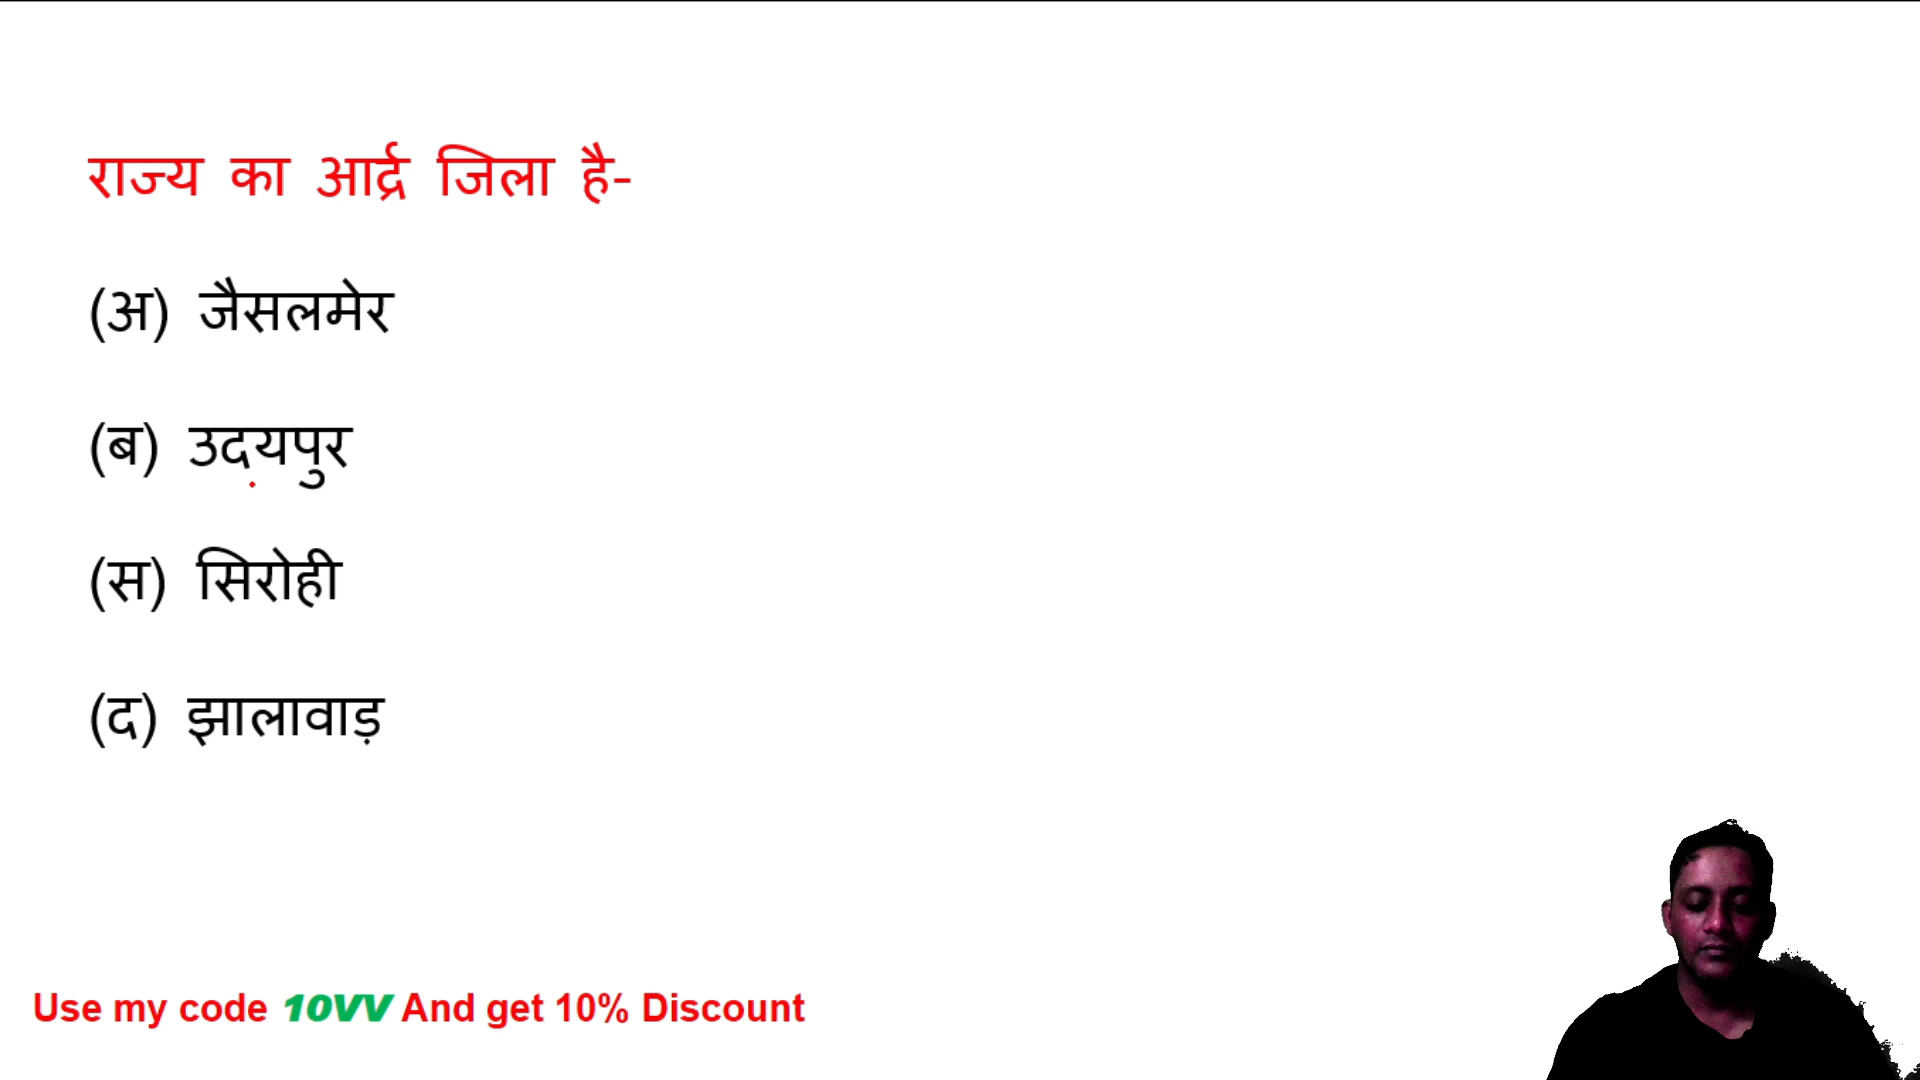 राज्य का आर्द्र जिला है-
(अ) जैसलमेर
(ब) उदयपुर
(स) सिरोही
(द) झालावाड़
Use my code 10VV And get 10% Discount